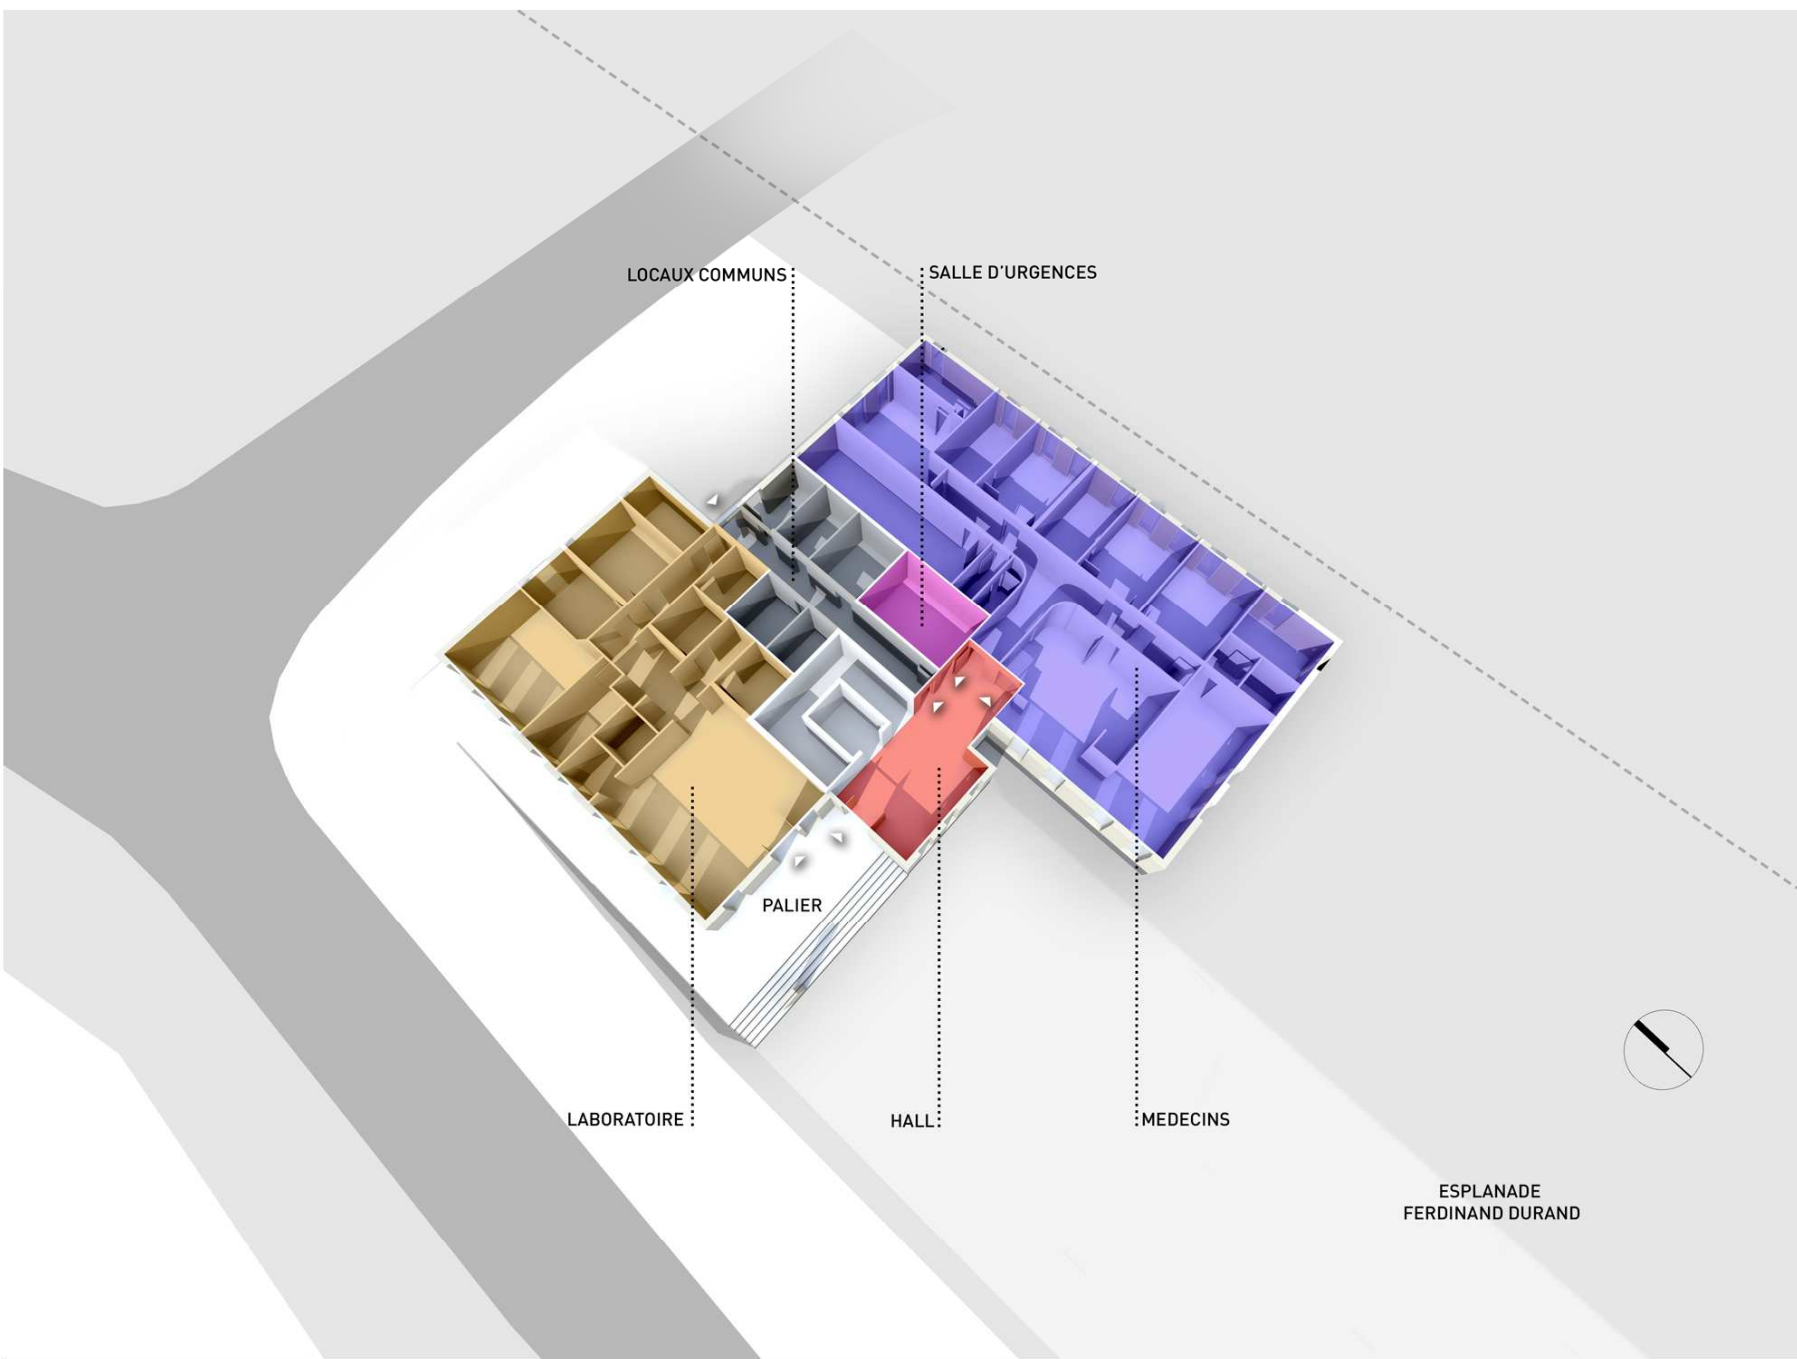 LOCAUX COMMUNS
SALLE D'URGENCES
PALIER
LABORATOIRE
HALL
MEDECINS
ESPLANADE
FERDINAND DURAND